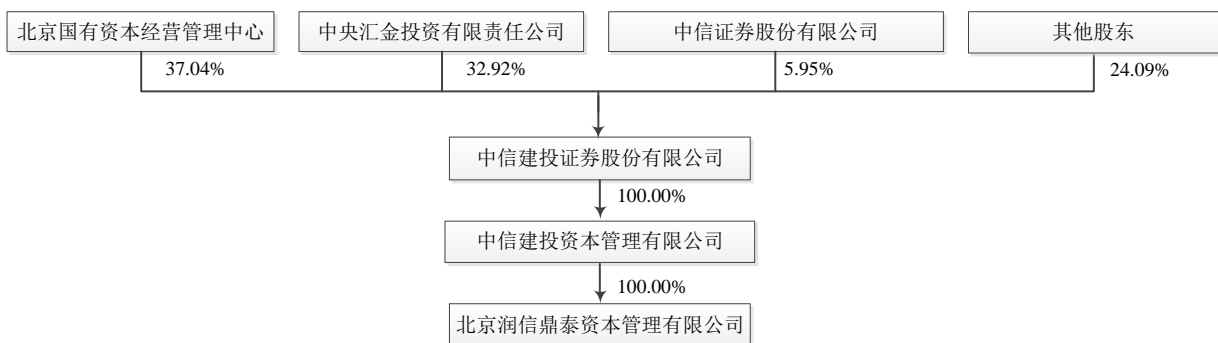 北京国有资本经营管理中心
中央汇金投资有限责任公司
中信证券股份有限公司
其他股东
37.04%
32.92%
5.95%
24.09%
中信建投证券股份有限公司
100.00%
中信建投资本管理有限公司
100.00%
北京润信鼎泰资本管理有限公司